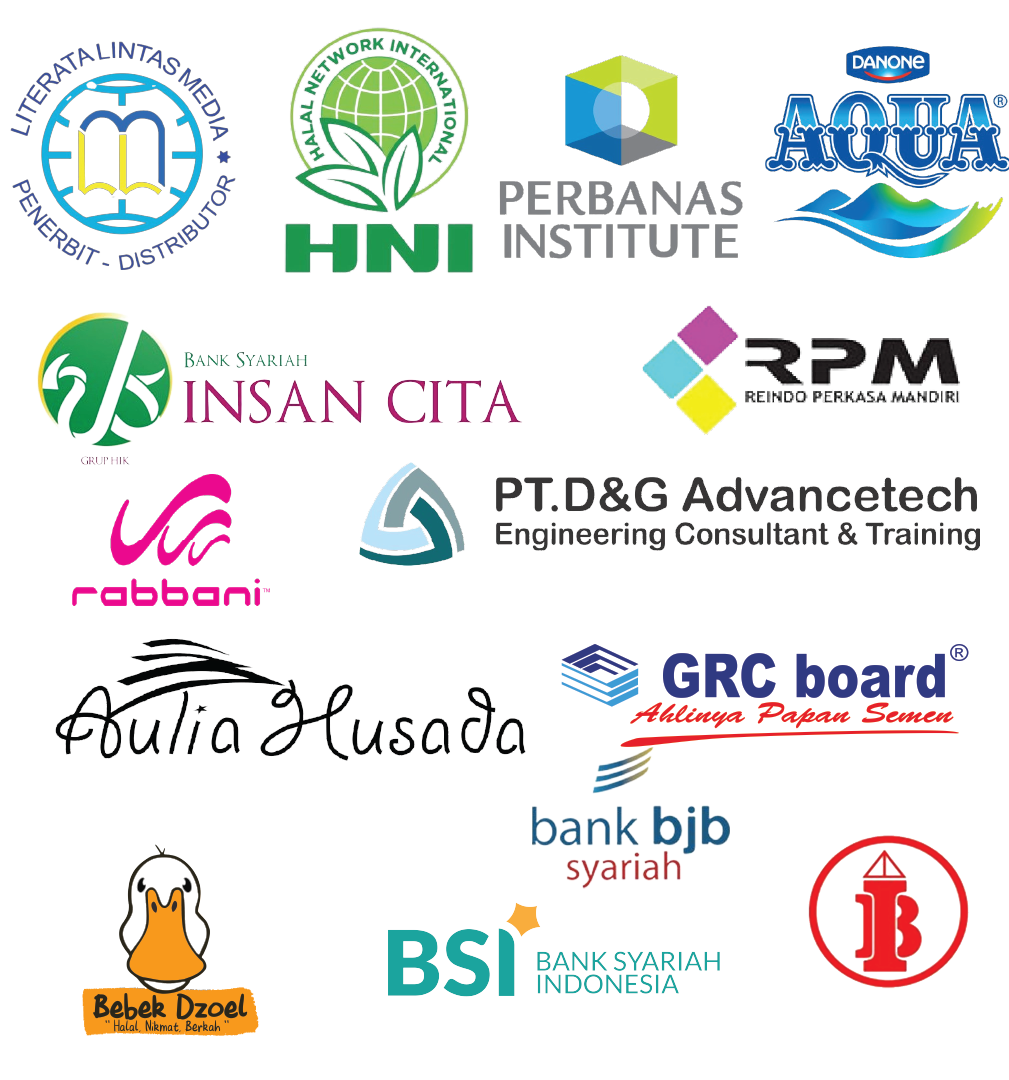 LITERATA LINTAS MEDIA
PENERBIT - DISTRIBUTOR
HALAL NETWORK INTERNATIONAL
HNI
PERBANAS
INSTITUTE
DANONE
AQUA®
BANK SYARIAH
INSAN CITA
GRUP HIK
RPM
REINDO PERKASA MANDIRI
rabbani™
PT.D&G Advancetech
Engineering Consultant & Training
Aulia Husada
GRC board®
Ahlinya Papan Semen
bank bjb
syariah
Bebek Dzoel
"Halal, Nikmat, Berkah"
BSI
BANK SYARIAH
INDONESIA
B